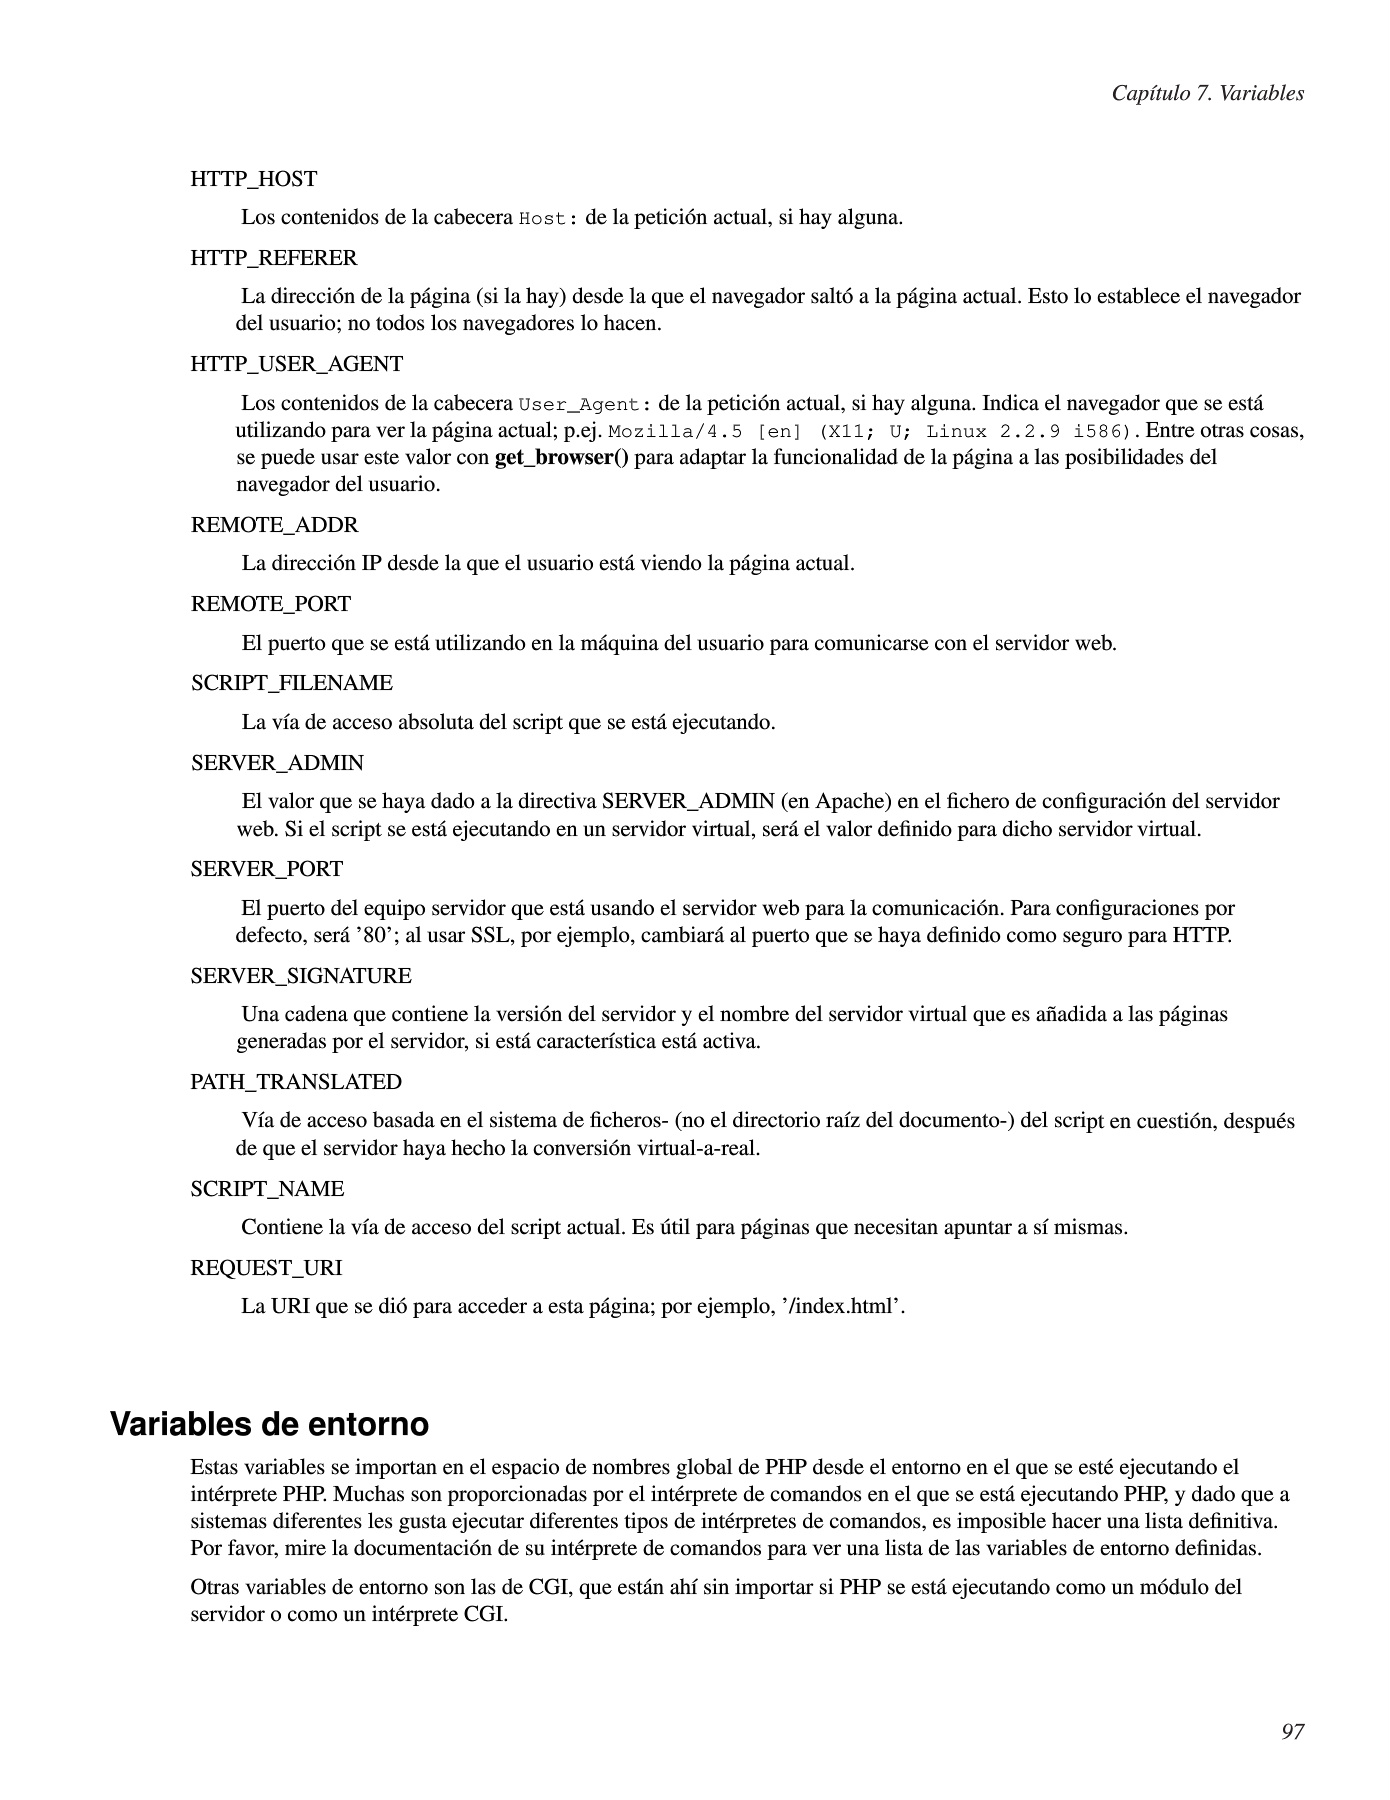 Capítulo 7. Variables
HTTP_HOST
Los contenidos de la cabecera Host: de la petición actual, si hay alguna.
HTTP_REFERER
La dirección de la página (si la hay) desde la que el navegador saltó a la página actual. Esto lo establece el navegador
del usuario; no todos los navegadores lo hacen.
HTTP_USER_AGENT
Los contenidos de la cabecera User_Agent: de la petición actual, si hay alguna. Indica el navegador que se está
utilizando para ver la página actual; p.ej. Mozilla/4.5 [en] (X11; U; Linux 2.2.9 i586). Entre otras cosas,
se puede usar este valor con get_browser() para adaptar la funcionalidad de la página a las posibilidades del
navegador del usuario.
REMOTE_ADDR
La dirección IP desde la que el usuario está viendo la página actual.
REMOTE_PORT
El puerto que se está utilizando en la máquina del usuario para comunicarse con el servidor web.
SCRIPT_FILENAME
La vía de acceso absoluta del script que se está ejecutando.
SERVER_ADMIN
El valor que se haya dado a la directiva SERVER_ADMIN (en Apache) en el fichero de configuración del servidor
web. Si el script se está ejecutando en un servidor virtual, será el valor definido para dicho servidor virtual.
SERVER_PORT
El puerto del equipo servidor que está usando el servidor web para la comunicación. Para configuraciones por
defecto, será ’80’; al usar SSL, por ejemplo, cambiará al puerto que se haya definido como seguro para HTTP.
SERVER_SIGNATURE
Una cadena que contiene la versión del servidor y el nombre del servidor virtual que es añadida a las páginas
generadas por el servidor, si está característica está activa.
PATH_TRANSLATED
Vía de acceso basada en el sistema de ficheros- (no el directorio raíz del documento-) del script en cuestión, después
de que el servidor haya hecho la conversión virtual-a-real.
SCRIPT_NAME
Contiene la vía de acceso del script actual. Es útil para páginas que necesitan apuntar a sí mismas.
REQUEST_URI
La URI que se dió para acceder a esta página; por ejemplo, ’/index.html’.
Variables de entorno
Estas variables se importan en el espacio de nombres global de PHP desde el entorno en el que se esté ejecutando el
intérprete PHP. Muchas son proporcionadas por el intérprete de comandos en el que se está ejecutando PHP, y dado que a
sistemas diferentes les gusta ejecutar diferentes tipos de intérpretes de comandos, es imposible hacer una lista definitiva.
Por favor, mire la documentación de su intérprete de comandos para ver una lista de las variables de entorno definidas.
Otras variables de entorno son las de CGI, que están ahí sin importar si PHP se está ejecutando como un módulo del
servidor o como un intérprete CGI.
97